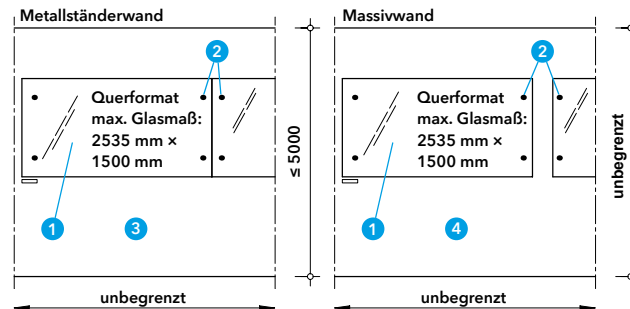 Metallständerwand
2
Querformat
max. Glasmaß:
2535 mm ×
1500 mm
1
3
≤ 5000
unbegrenzt
Massivwand
2
Querformat
max. Glasmaß:
2535 mm ×
1500 mm
1
4
unbegrenzt
unbegrenzt